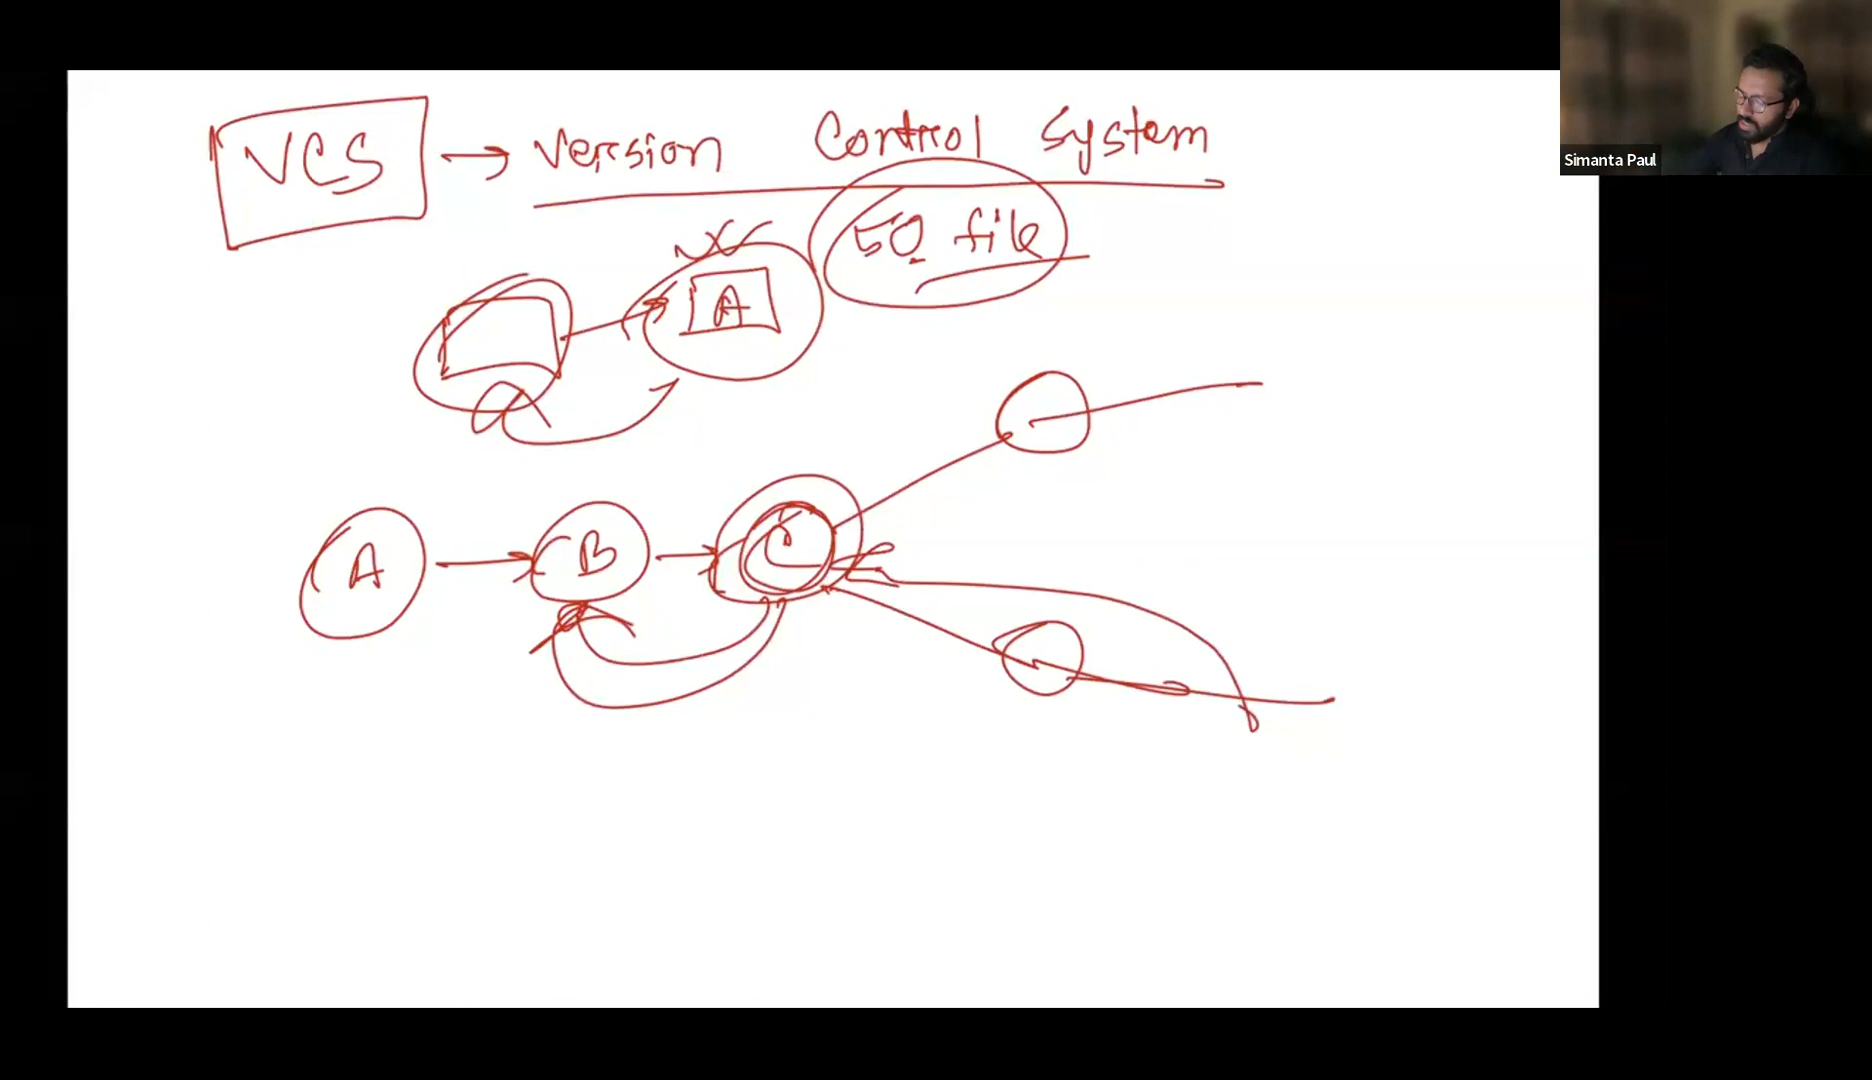 VCS → Version Control System
50 file
A
A → B → C
Simanta Paul